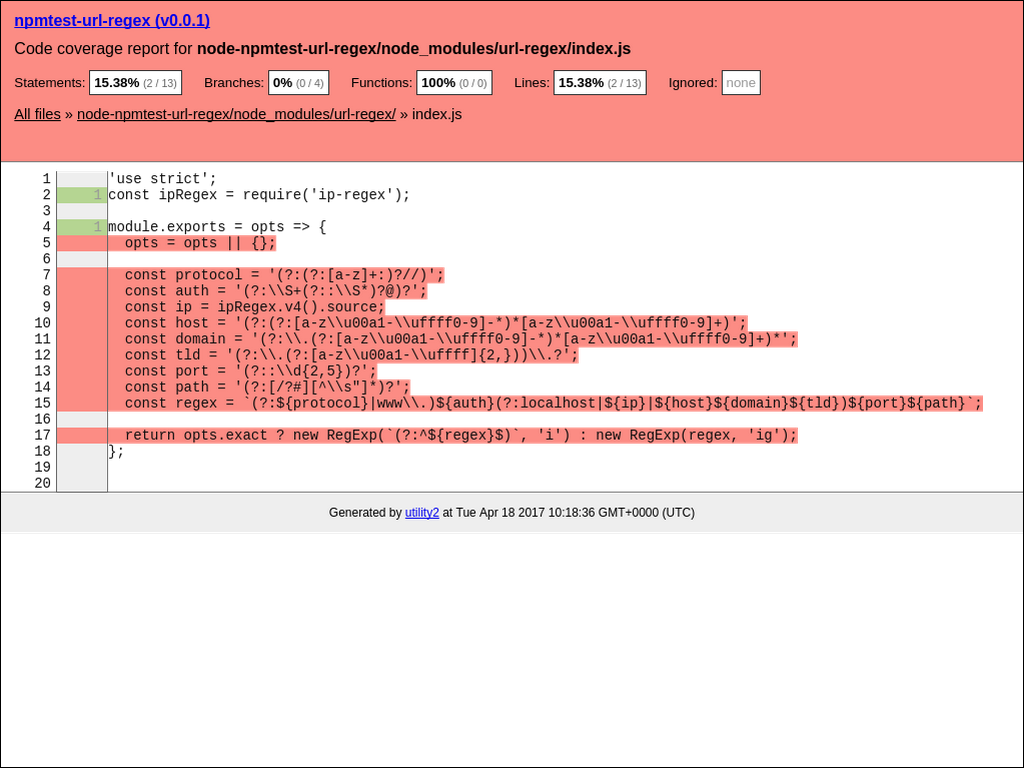 npmtest-url-regex (v0.0.1)
Code coverage report for node-npmtest-url-regex/node_modules/url-regex/index.js
Statements: 15.38% (2 / 13) Branches: 0% (0 / 4) Functions: 100% (0 / 0) Lines: 15.38% (2 / 13) Ignored: none
All files » node-npmtest-url-regex/node_modules/url-regex/ » index.js
1 'use strict';
2 1 const ipRegex = require('ip-regex');
3
4 1 module.exports = opts => {
5 opts = opts || {};
6
7 const protocol = '(?:(?:[a-z]+:)?//)';
8 const auth = '(?:\\S+(?::\\S*)?@)?';
9 const ip = ipRegex.v4().source;
10 const host = '(?:(?:[a-z\\u00a1-\\uffff0-9]-*)*[a-z\\u00a1-\\uffff0-9]+)';
11 const domain = '(?:\\.(?:[a-z\\u00a1-\\uffff0-9]-*)*[a-z\\u00a1-\\uffff0-9]+)*';
12 const tld = '(?:\\.(?:[a-z\\u00a1-\\uffff]{2,}))\\.?';
13 const port = '(?::\\d{2,5})?';
14 const path = '(?:[/?#][^\\s"]*)?';
15 const regex = `(?:${protocol}|www\\.)${auth}(?:localhost|${ip}|${host}${domain}${tld})${port}${path}`;
16
17 return opts.exact ? new RegExp(`(?:^${regex}$)`, 'i') : new RegExp(regex, 'ig');
18 };
19
20
Generated by utility2 at Tue Apr 18 2017 10:18:36 GMT+0000 (UTC)